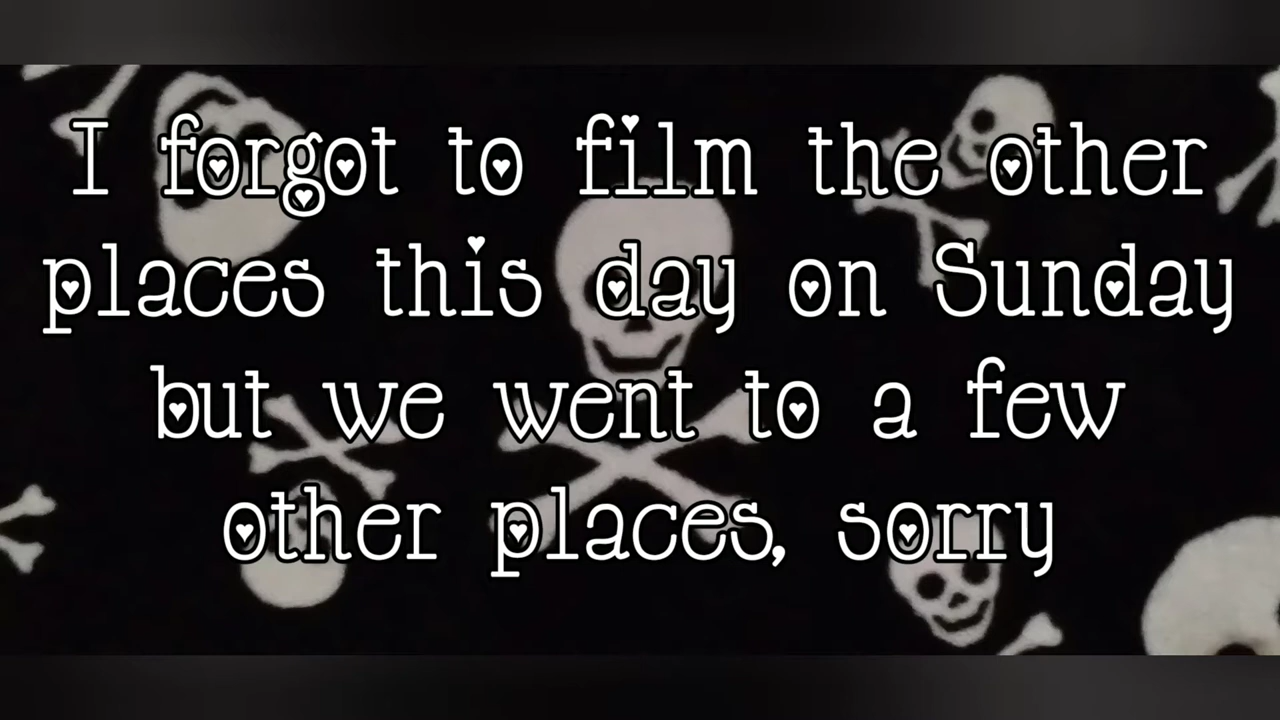 I forgot to film the other
places this day on Sunday
but we went to a few
other places, sorry